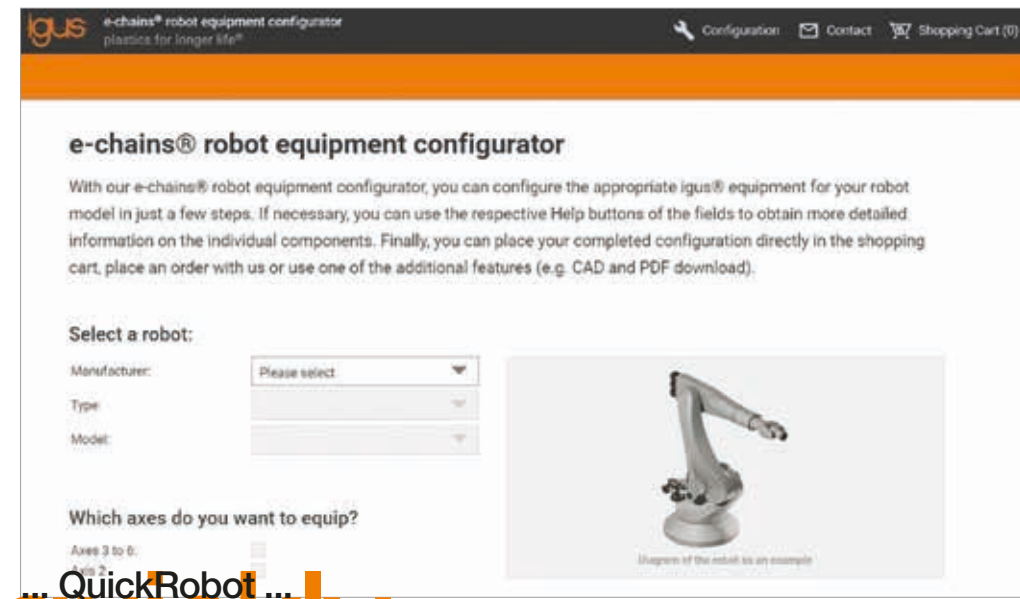 igus
e-chains® robot equipment configurator
plastics for longer life®
Configuration
Contact
Shopping Cart (0)
e-chains® robot equipment configurator
With our e-chains® robot equipment configurator, you can configure the appropriate igus® equipment for your robot
model in just a few steps. If necessary, you can use the respective Help buttons of the fields to obtain more detailed
information on the individual components. Finally, you can place your completed configuration directly in the shopping
cart, place an order with us or use one of the additional features (e.g. CAD and PDF download).
Select a robot:
Manufacturer:
Please select
Type:
Model:
Diagram of the robot as an example
Which axes do you want to equip?
Axes 3 to 6:
Axis 2
... QuickRobot ...